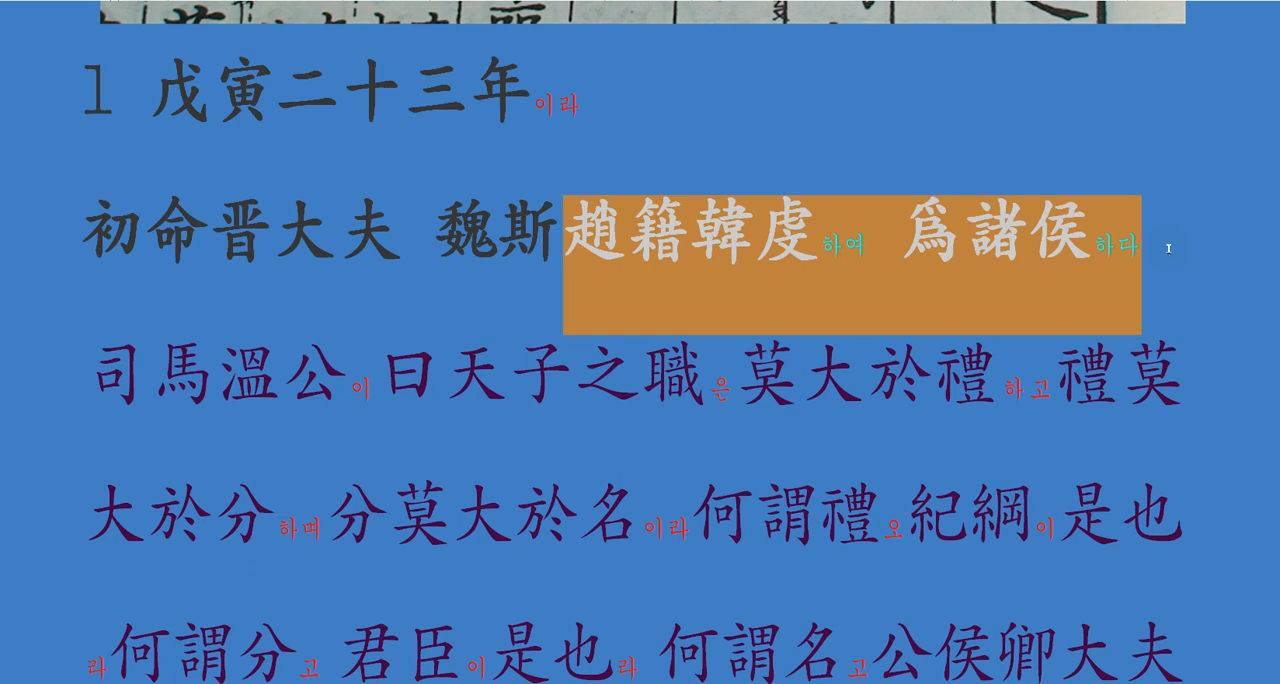 1 戊寅二十三年이라
初命晋大夫 魏斯趙籍韓虔하여 爲諸侯하다
司馬溫公이曰天子之職은莫大於禮하고禮莫
大於分하며分莫大於名이라何謂禮오紀綱이是也
라何謂分고 君臣이是也라 何謂名고公侯卿大夫